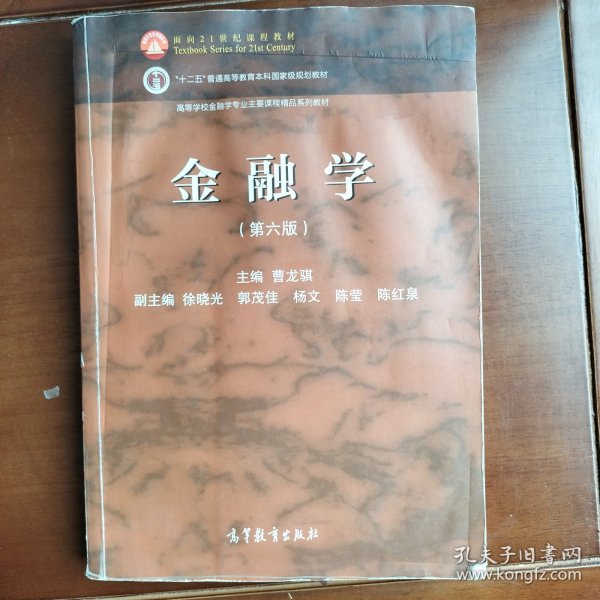 面向21世纪课程教材
Textbook Series for 21st Century
"十二五"普通高等教育本科国家级规划教材
高等学校金融学专业主要课程精品系列教材
金融学
(第六版)
主编 曹龙骐
副主编 徐晓光 郭茂佳 杨文 陈莹 陈红泉
高等教育出版社
孔夫子旧书网
www.kongfz.com